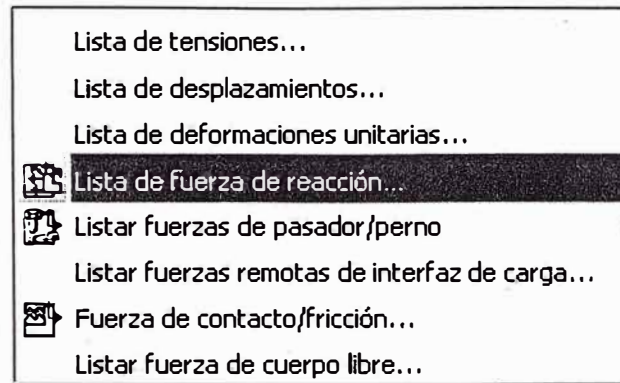 Lista de tensiones...
Lista de desplazamientos...
Lista de deformaciones unitarias...
Lista de fuerza de reacción...
Listar fuerzas de pasador/perno
Listar fuerzas remotas de interfaz de carga...
Fuerza de contacto/fricción...
Listar fuerza de cuerpo libre...